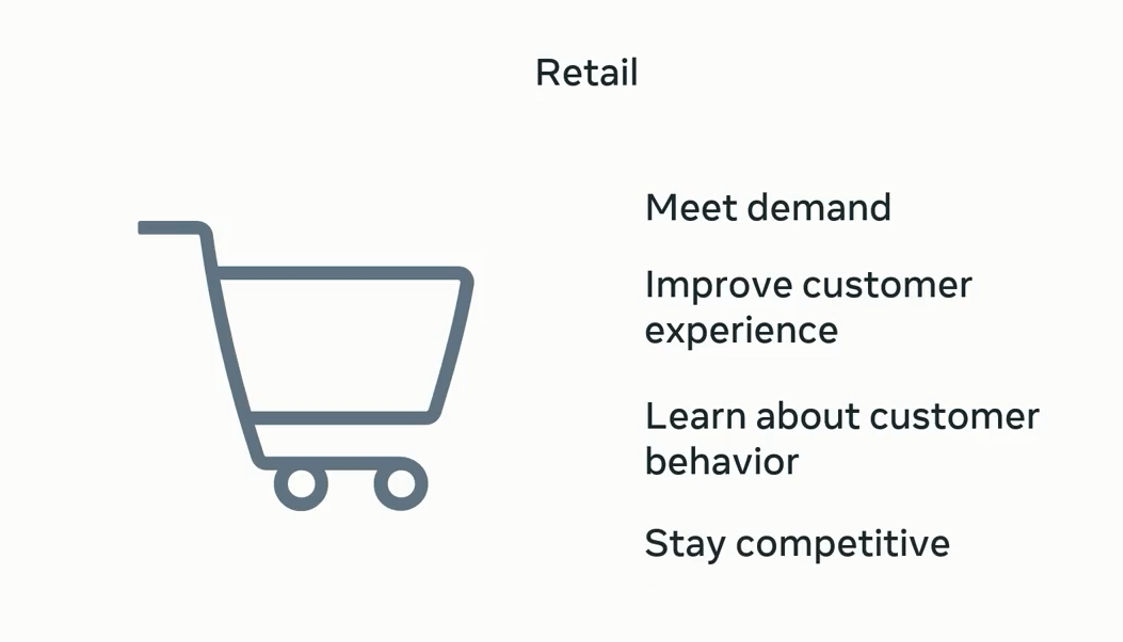 Retail
Meet demand
Improve customer
experience
Learn about customer
behavior
Stay competitive